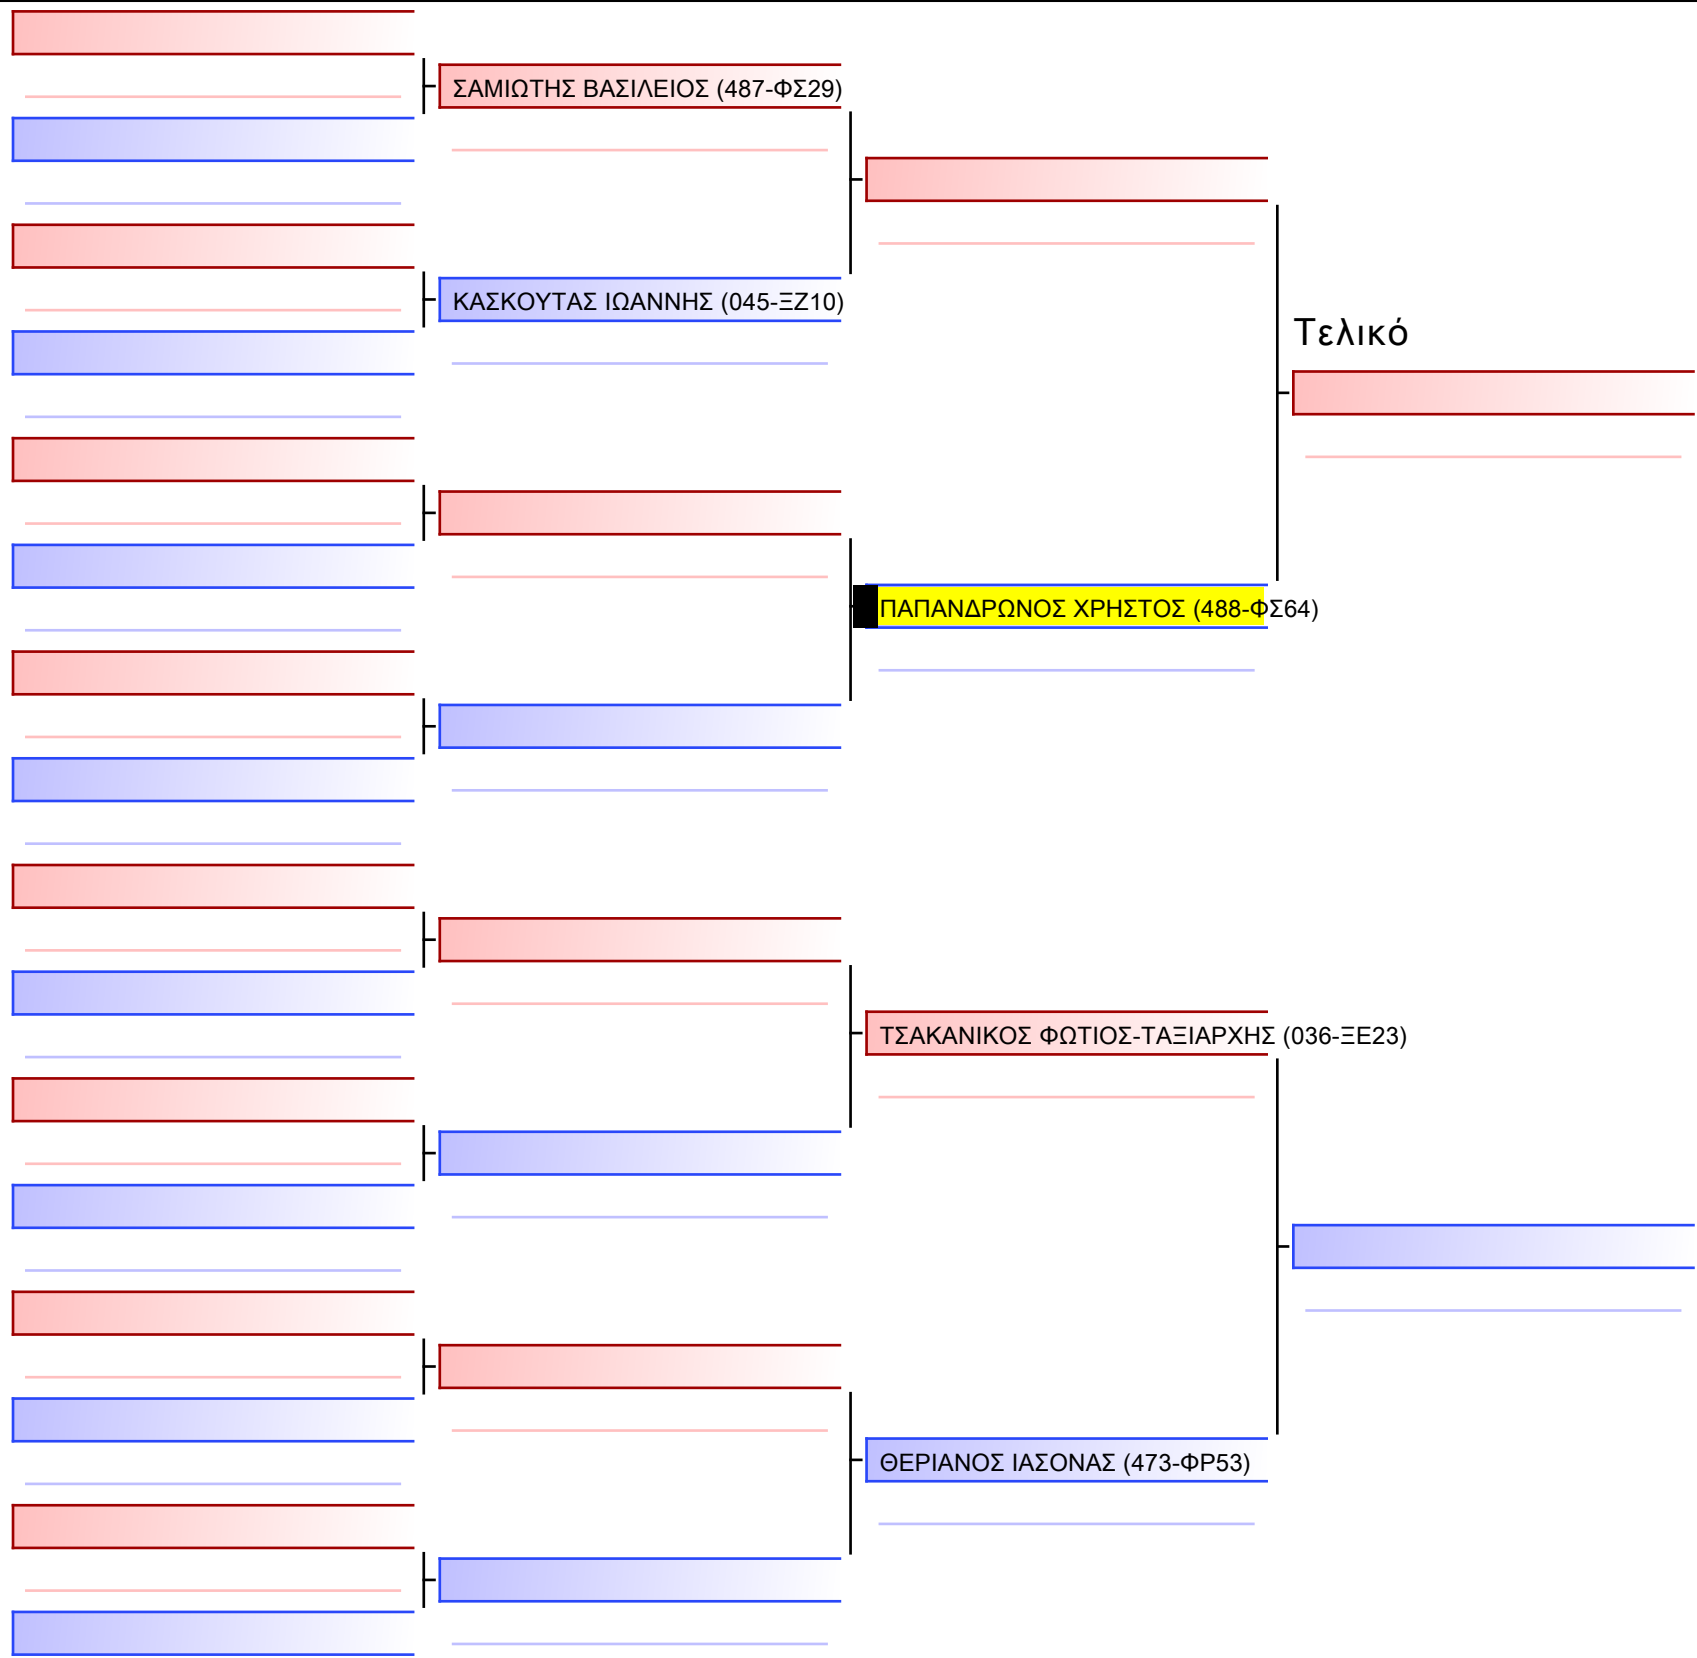 ΣΑΜΙΩΤΗΣ ΒΑΣΙΛΕΙΟΣ (487-ΦΣ29)
ΚΑΣΚΟΥΤΑΣ ΙΩΑΝΝΗΣ (045-ΞΖ10)
Τελικό
ΠΑΠΑΝΔΡΩΝΟΣ ΧΡΗΣΤΟΣ (488-ΦΣ64)
ΤΣΑΚΑΝΙΚΟΣ ΦΩΤΙΟΣ-ΤΑΞΙΑΡΧΗΣ (036-ΞΕ23)
ΘΕΡΙΑΝΟΣ ΙΑΣΟΝΑΣ (473-ΦΡ53)